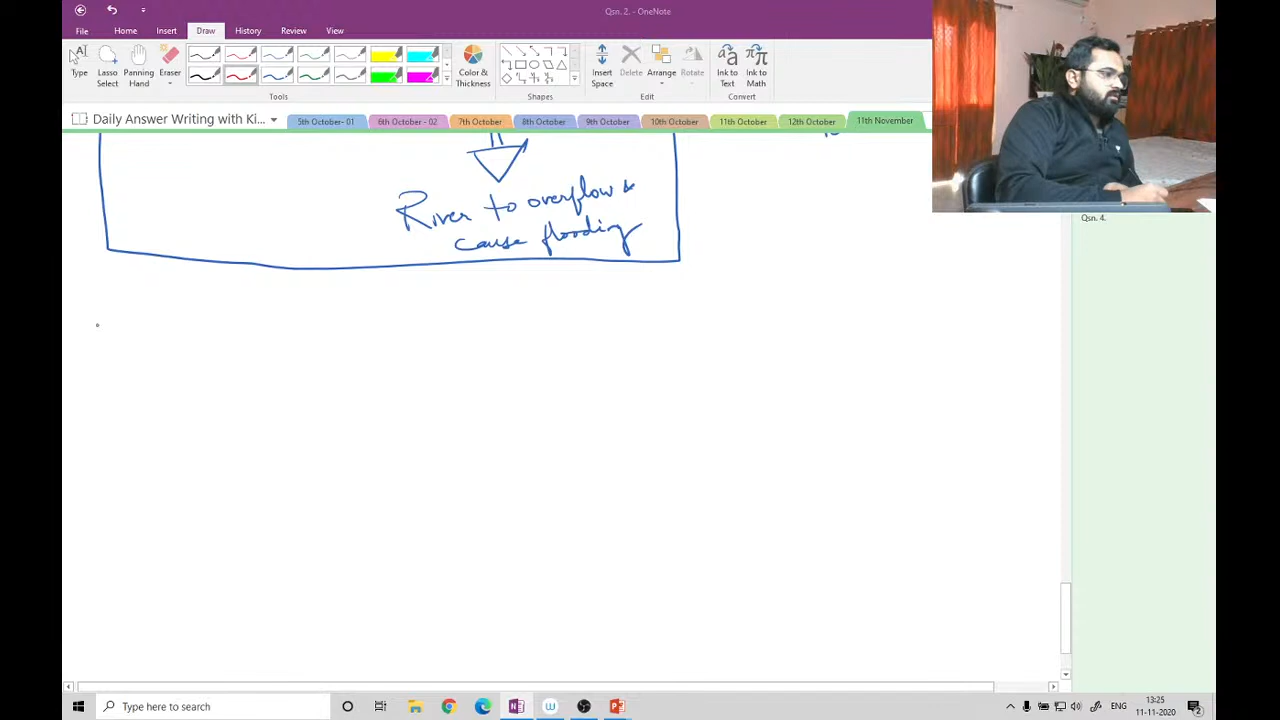 Qsn. 2. - OneNote
File Home Insert Draw History Review View
Type
Lasso Select
Panning Hand
Eraser
Color & Thickness
Insert Space
Delete
Arrange
Rotate
Ink to Text
Ink to Math
Tools
Shapes
Edit
Convert
Daily Answer Writing with Ki...
5th October- 01
6th October - 02
7th October
8th October
9th October
10th October
11th October
12th October
11th November
River to overflow &
cause flooding
Qsn. 4.
Type here to search
ENG
13:25
11-11-2020
2